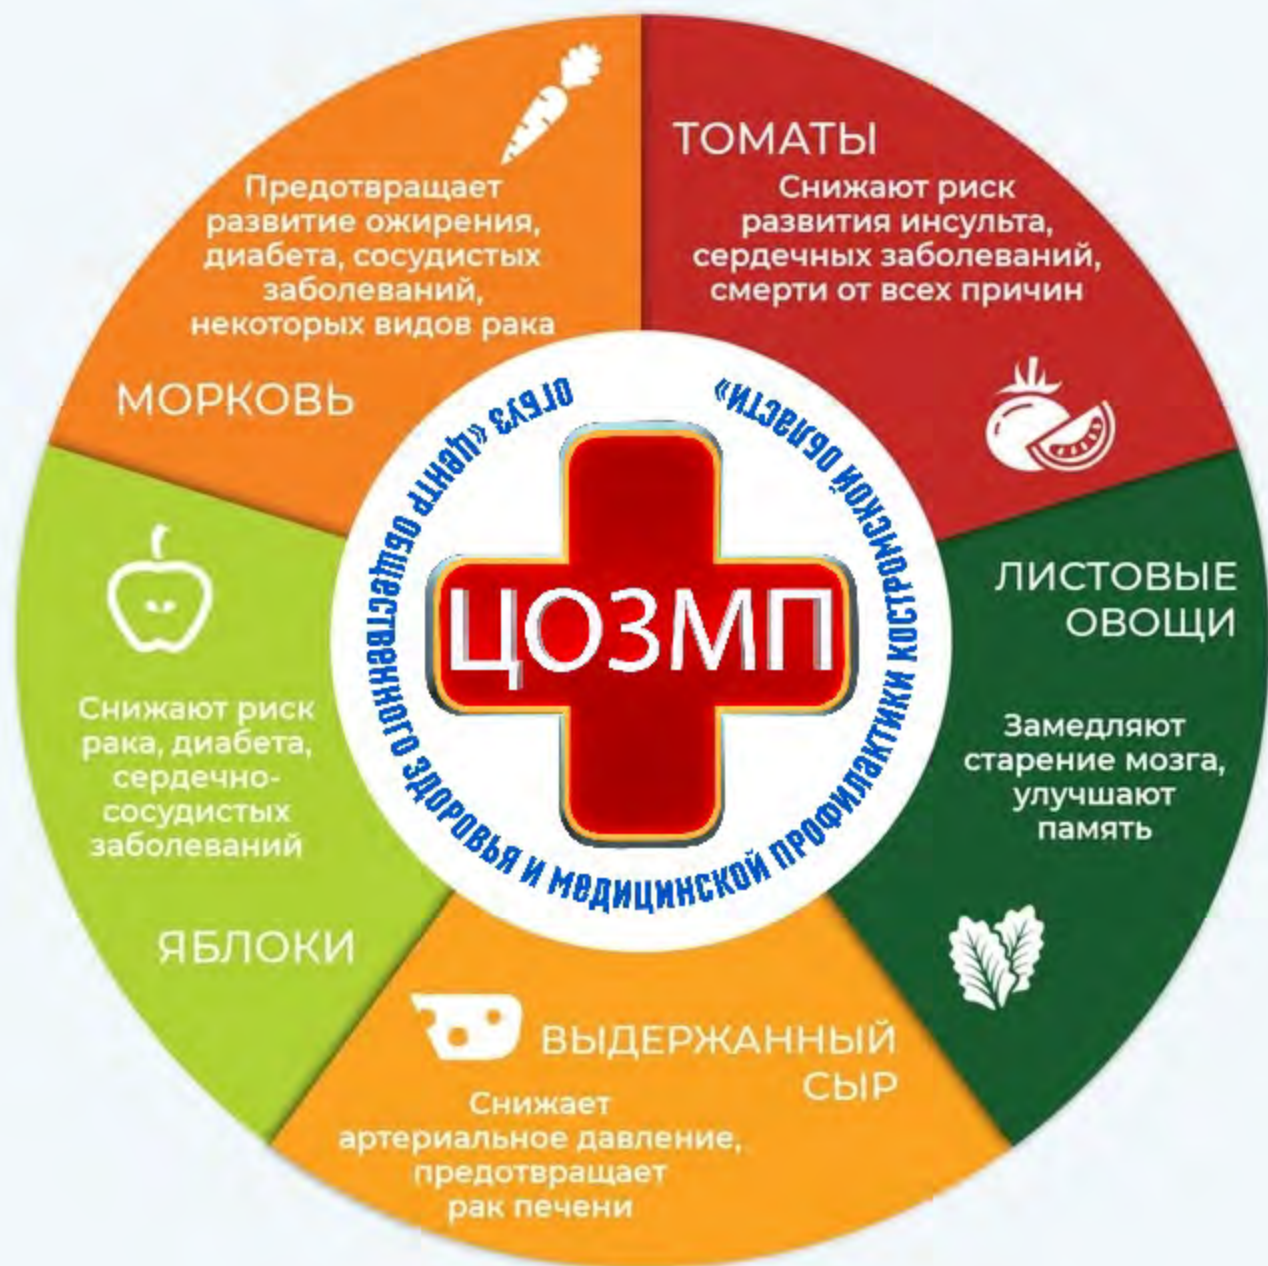 ТОМАТЫ
Снижают риск
развития инсульта,
сердечных заболеваний,
смерти от всех причин
ЛИСТОВЫЕ
ОВОЩИ
Замедляют
старение мозга,
улучшают
память
ВЫДЕРЖАННЫЙ
СЫР
Снижает
артериальное давление,
предотвращает
рак печени
Снижают риск
рака, диабета,
сердечно-
сосудистых
заболеваний
ЯБЛОКИ
Предотвращает
развитие ожирения,
диабета, сосудистых
заболеваний,
некоторых видов рака
МОРКОВЬ
ОГБУЗ «Центр общественного здоровья и медицинской профилактики Костромской области»
ЦОЗМП